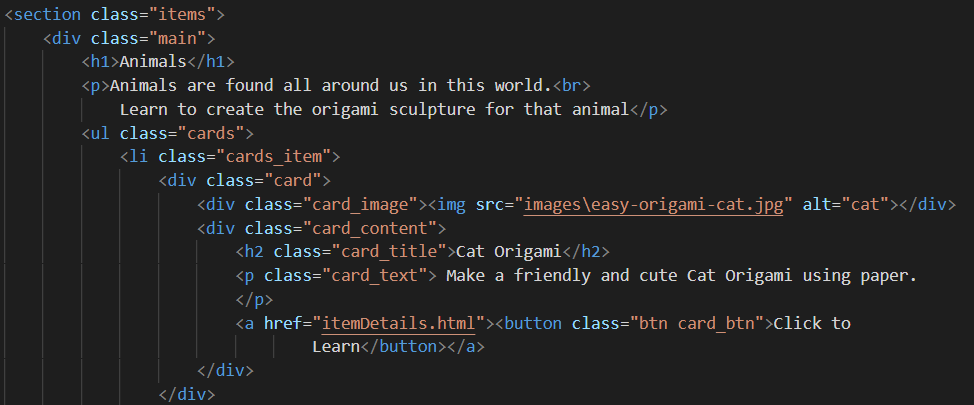 <section class="items">
<div class="main">
<h1>Animals</h1>
<p>Animals are found all around us in this world.<br>
Learn to create the origami sculpture for that animal</p>
<ul class="cards">
<li class="cards_item">
<div class="card">
<div class="card_image"><img src="images\easy-origami-cat.jpg" alt="cat"></div>
<div class="card_content">
<h2 class="card_title">Cat Origami</h2>
<p class="card_text"> Make a friendly and cute Cat Origami using paper.
</p>
<a href="itemDetails.html"><button class="btn card_btn">Click to
Learn</button></a>
</div>
</div>